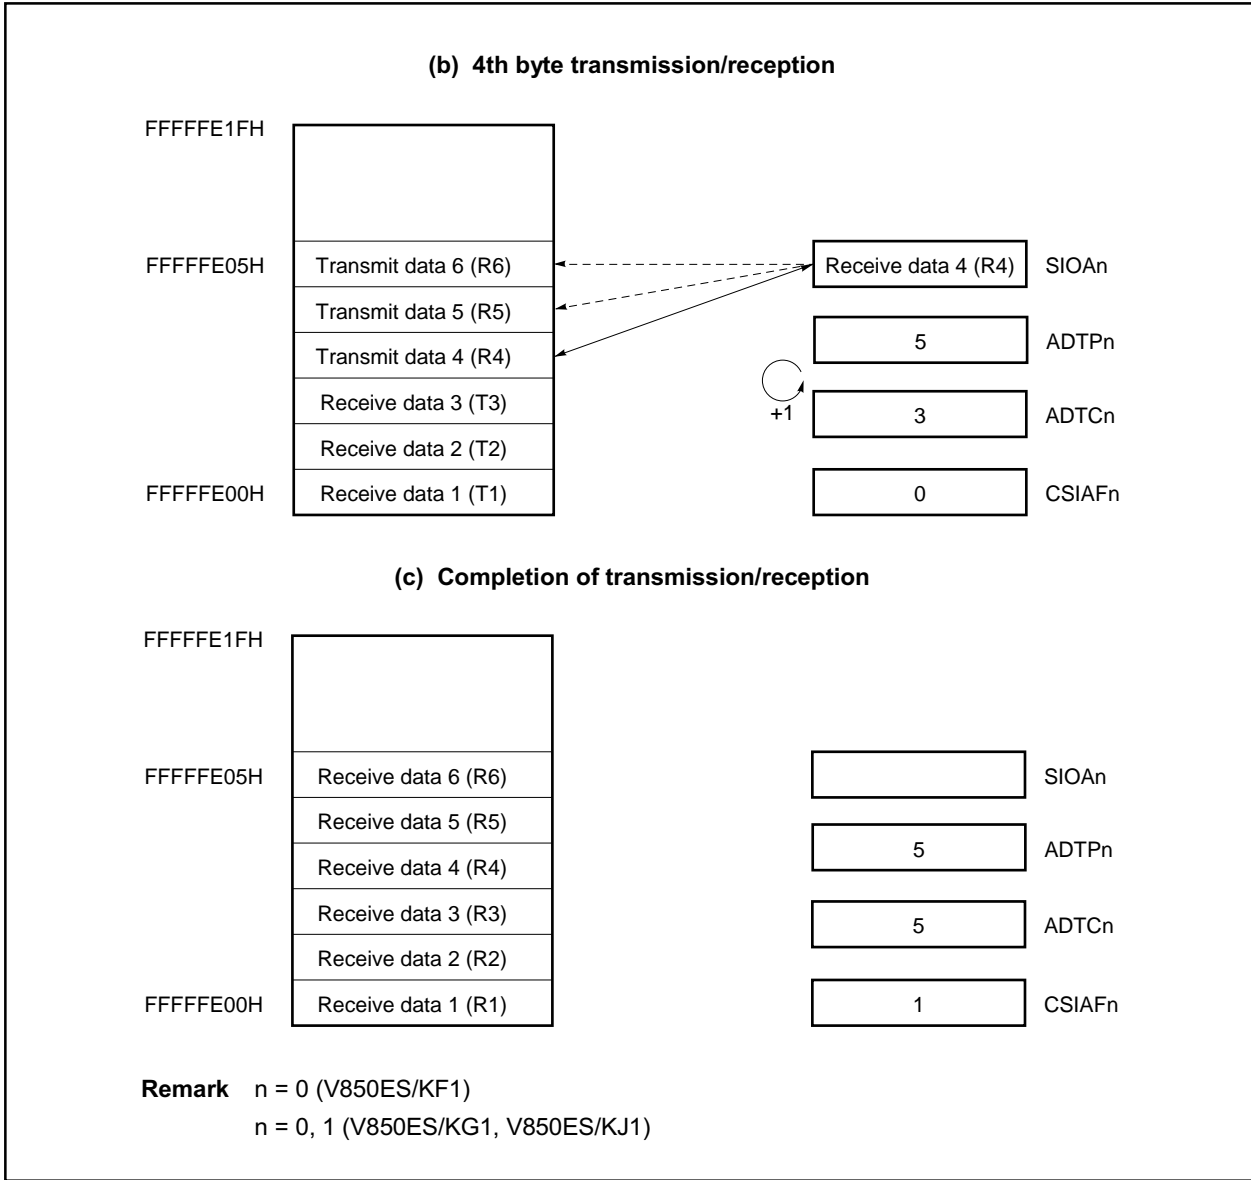 (b) 4th byte transmission/reception
FFFFFE1FH
FFFFFE05H Transmit data 6 (R6) Receive data 4 (R4) SIOAn
Transmit data 5 (R5)
5 ADTPn
Transmit data 4 (R4)
Receive data 3 (T3)
+1 3 ADTCn
Receive data 2 (T2)
FFFFFE00H Receive data 1 (T1) 0 CSIAFn
(c) Completion of transmission/reception
FFFFFE1FH
FFFFFE05H Receive data 6 (R6) SIOAn
Receive data 5 (R5)
5 ADTPn
Receive data 4 (R4)
Receive data 3 (R3)
5 ADTCn
Receive data 2 (R2)
FFFFFE00H Receive data 1 (R1) 1 CSIAFn
Remark n = 0 (V850ES/KF1)
n = 0, 1 (V850ES/KG1, V850ES/KJ1)